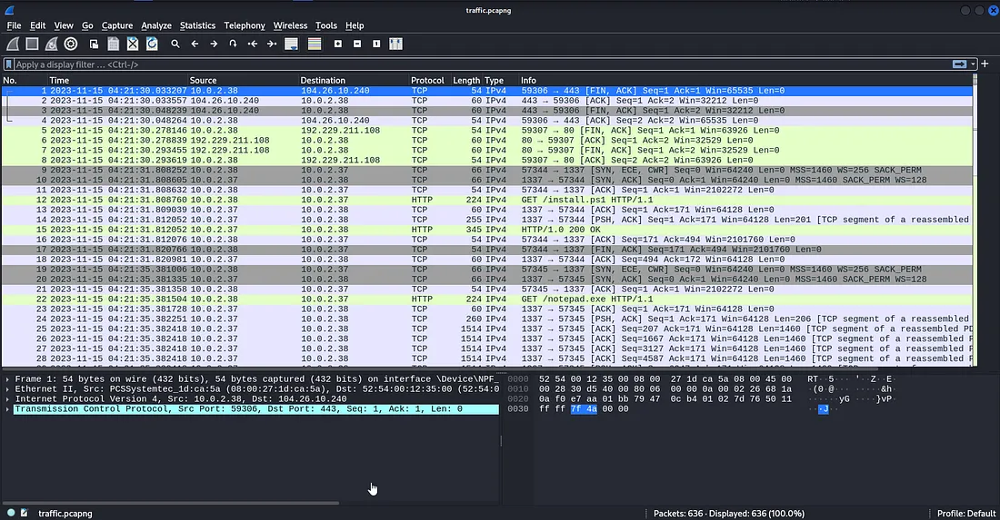 traffic.pcapng
File Edit View Go Capture Analyze Statistics Telephony Wireless Tools Help
Apply a display filter ... <Ctrl-/>
No. Time Source Destination Protocol Length Type Info
1 2023-11-15 04:21:30.033207 10.0.2.38 104.26.10.240 TCP 54 IPv4 59306 → 443 [FIN, ACK] Seq=1 Ack=1 Win=65535 Len=0
2 2023-11-15 04:21:30.033557 104.26.10.240 10.0.2.38 TCP 60 IPv4 443 → 59306 [ACK] Seq=1 Ack=2 Win=32212 Len=0
3 2023-11-15 04:21:30.048239 104.26.10.240 10.0.2.38 TCP 60 IPv4 443 → 59306 [FIN, ACK] Seq=1 Ack=2 Win=32212 Len=0
4 2023-11-15 04:21:30.048264 10.0.2.38 104.26.10.240 TCP 54 IPv4 59306 → 443 [ACK] Seq=2 Ack=2 Win=65535 Len=0
5 2023-11-15 04:21:30.278146 10.0.2.38 192.229.211.108 TCP 54 IPv4 59307 → 80 [FIN, ACK] Seq=1 Ack=1 Win=63926 Len=0
6 2023-11-15 04:21:30.278839 192.229.211.108 10.0.2.38 TCP 60 IPv4 80 → 59307 [ACK] Seq=1 Ack=2 Win=32529 Len=0
7 2023-11-15 04:21:30.293455 192.229.211.108 10.0.2.38 TCP 60 IPv4 80 → 59307 [FIN, ACK] Seq=1 Ack=2 Win=32529 Len=0
8 2023-11-15 04:21:30.293619 10.0.2.38 192.229.211.108 TCP 54 IPv4 59307 → 80 [ACK] Seq=2 Ack=2 Win=63926 Len=0
9 2023-11-15 04:21:31.808252 10.0.2.38 10.0.2.37 TCP 66 IPv4 57344 → 1337 [SYN, ECE, CWR] Seq=0 Win=64240 Len=0 MSS=1460 WS=256 SACK_PERM
10 2023-11-15 04:21:31.808605 10.0.2.37 10.0.2.38 TCP 66 IPv4 1337 → 57344 [SYN, ACK] Seq=0 Ack=1 Win=64240 Len=0 MSS=1460 SACK_PERM WS=128
11 2023-11-15 04:21:31.808632 10.0.2.38 10.0.2.37 TCP 54 IPv4 57344 → 1337 [ACK] Seq=1 Ack=1 Win=2102272 Len=0
12 2023-11-15 04:21:31.808760 10.0.2.38 10.0.2.37 HTTP 224 IPv4 GET /install.ps1 HTTP/1.1
13 2023-11-15 04:21:31.809039 10.0.2.37 10.0.2.38 TCP 60 IPv4 1337 → 57344 [ACK] Seq=1 Ack=171 Win=64128 Len=0
14 2023-11-15 04:21:31.812052 10.0.2.37 10.0.2.38 TCP 255 IPv4 1337 → 57344 [PSH, ACK] Seq=1 Ack=171 Win=64128 Len=201 [TCP segment of a reassembled
15 2023-11-15 04:21:31.812052 10.0.2.37 10.0.2.38 HTTP 345 IPv4 HTTP/1.0 200 OK
16 2023-11-15 04:21:31.812076 10.0.2.38 10.0.2.37 TCP 54 IPv4 57344 → 1337 [ACK] Seq=171 Ack=494 Win=2101760 Len=0
17 2023-11-15 04:21:31.820766 10.0.2.38 10.0.2.37 TCP 54 IPv4 57344 → 1337 [FIN, ACK] Seq=171 Ack=494 Win=2101760 Len=0
18 2023-11-15 04:21:31.820981 10.0.2.37 10.0.2.38 TCP 60 IPv4 1337 → 57344 [ACK] Seq=494 Ack=172 Win=64128 Len=0
19 2023-11-15 04:21:35.381006 10.0.2.38 10.0.2.37 TCP 66 IPv4 57345 → 1337 [SYN, ECE, CWR] Seq=0 Win=64240 Len=0 MSS=1460 WS=256 SACK_PERM
20 2023-11-15 04:21:35.381335 10.0.2.37 10.0.2.38 TCP 66 IPv4 1337 → 57345 [SYN, ACK] Seq=0 Ack=1 Win=64240 Len=0 MSS=1460 SACK_PERM WS=128
21 2023-11-15 04:21:35.381358 10.0.2.38 10.0.2.37 TCP 54 IPv4 57345 → 1337 [ACK] Seq=1 Ack=1 Win=2102272 Len=0
22 2023-11-15 04:21:35.381504 10.0.2.38 10.0.2.37 HTTP 224 IPv4 GET /notepad.exe HTTP/1.1
23 2023-11-15 04:21:35.381728 10.0.2.37 10.0.2.38 TCP 60 IPv4 1337 → 57345 [ACK] Seq=1 Ack=171 Win=64128 Len=0
24 2023-11-15 04:21:35.382251 10.0.2.37 10.0.2.38 TCP 260 IPv4 1337 → 57345 [PSH, ACK] Seq=1 Ack=171 Win=64128 Len=206 [TCP segment of a reassembled
25 2023-11-15 04:21:35.382418 10.0.2.37 10.0.2.38 TCP 1514 IPv4 1337 → 57345 [ACK] Seq=207 Ack=171 Win=64128 Len=1460 [TCP segment of a reassembled PD
26 2023-11-15 04:21:35.382418 10.0.2.37 10.0.2.38 TCP 1514 IPv4 1337 → 57345 [ACK] Seq=1667 Ack=171 Win=64128 Len=1460 [TCP segment of a reassembled P
27 2023-11-15 04:21:35.382418 10.0.2.37 10.0.2.38 TCP 1514 IPv4 1337 → 57345 [ACK] Seq=3127 Ack=171 Win=64128 Len=1460 [TCP segment of a reassembled P
28 2023-11-15 04:21:35.382418 10.0.2.37 10.0.2.38 TCP 1514 IPv4 1337 → 57345 [ACK] Seq=4587 Ack=171 Win=64128 Len=1460 [TCP segment of a reassembled P
Frame 1: 54 bytes on wire (432 bits), 54 bytes captured (432 bits) on interface \Device\NPF_
Ethernet II, Src: PCSSystemtec_1d:ca:5a (08:00:27:1d:ca:5a), Dst: 52:54:00:12:35:00 (52:54:0
Internet Protocol Version 4, Src: 10.0.2.38, Dst: 104.26.10.240
Transmission Control Protocol, Src Port: 59306, Dst Port: 443, Seq: 1, Ack: 1, Len: 0
0000 52 54 00 12 35 00 08 00 27 1d ca 5a 08 00 45 00 RT··5··· '··Z··E·
0010 00 28 30 d5 40 00 80 06 00 00 0a 00 02 26 68 1a ·(0·@··· ·····&h·
0020 0a f0 e7 aa 01 bb 79 47 0c b4 01 02 7d 76 50 11 ······yG ····}vP·
0030 ff ff 7f 4a 00 00 ···J··
traffic.pcapng
Packets: 636 · Displayed: 636 (100.0%)
Profile: Default